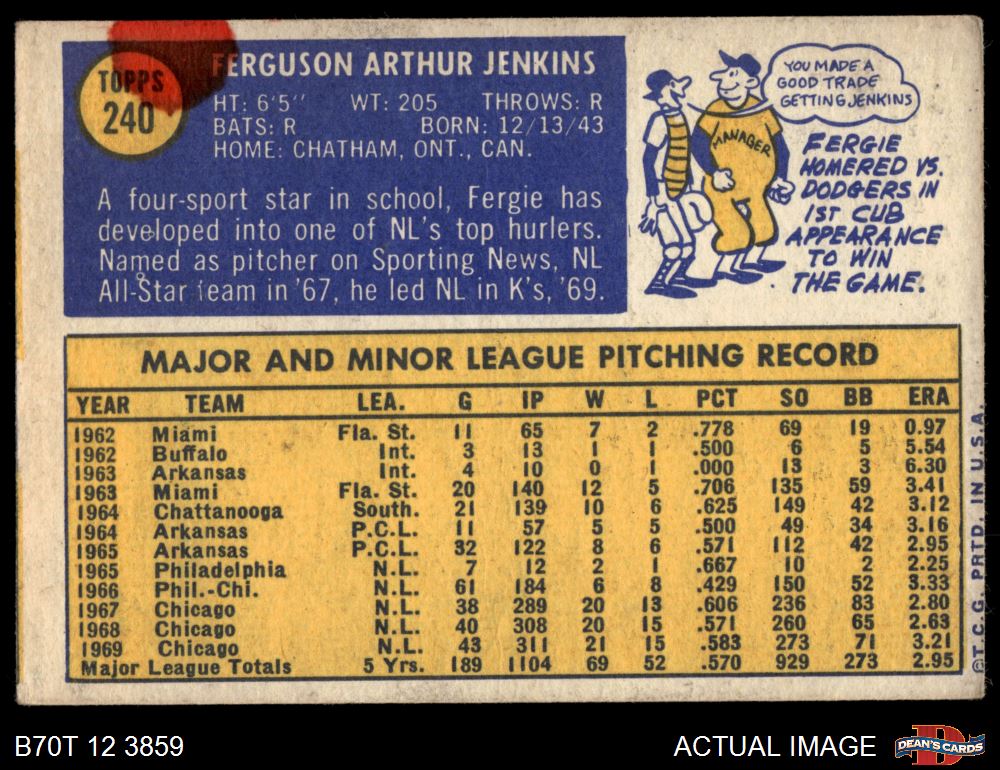 TOPPS
240
FERGUSON ARTHUR JENKINS
HT: 6'5" WT: 205 THROWS: R
BATS: R BORN: 12/13/43
HOME: CHATHAM, ONT., CAN.
A four-sport star in school, Fergie has
developed into one of NL's top hurlers.
Named as pitcher on Sporting News, NL
All-Star team in '67, he led NL in K's, '69.
YOU MADE A
GOOD TRADE
GETTING JENKINS
MANAGER
FERGIE
HOMERED VS.
DODGERS IN
1ST CUB
APPEARANCE
TO WIN
THE GAME.
MAJOR AND MINOR LEAGUE PITCHING RECORD
YEAR TEAM LEA. G IP W L PCT SO BB ERA
1962 Miami Fla. St. 11 65 7 2 .778 69 19 0.97
1962 Buffalo Int. 3 13 1 1 .500 6 5 5.54
1963 Arkansas Int. 4 10 0 1 .000 13 3 6.30
1963 Miami Fla. St. 20 140 12 5 .706 135 59 3.41
1964 Chattanooga South. 21 139 10 6 .625 149 42 3.12
1964 Arkansas P.C.L. 11 57 5 5 .500 49 34 3.16
1965 Arkansas P.C.L. 32 122 8 6 .571 112 42 2.95
1965 Philadelphia N.L. 7 12 2 1 .667 10 2 2.25
1966 Phil.-Chi. N.L. 61 184 6 8 .429 150 52 3.33
1967 Chicago N.L. 38 289 20 13 .606 236 83 2.80
1968 Chicago N.L. 40 308 20 15 .571 260 65 2.63
1969 Chicago N.L. 43 311 21 15 .583 273 71 3.21
Major League Totals 5 Yrs. 189 1104 69 52 .570 929 273 2.95
©T.C.G. PRTD. IN U.S.A.
B70T 12 3859
ACTUAL IMAGE
D
DEAN'S CARDS